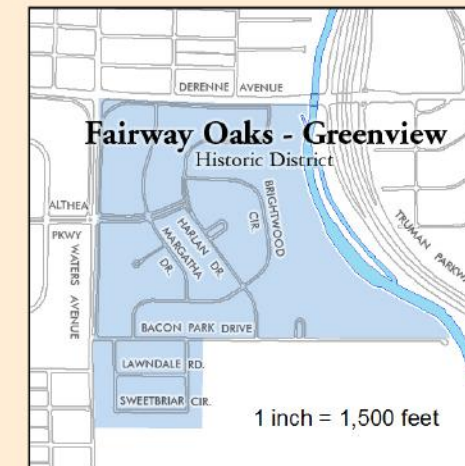 DERENNE AVENUE
Fairway Oaks - Greenview
Historic District
ALTHEA
PKWY
WATERS AVENUE
HARLAN DR.
MARGATHA DR.
BRIGHTWOOD CIR.
TRUMAN PARKWA
BACON PARK DRIVE
LAWNDALE RD.
SWEETBRIAR CIR.
1 inch = 1,500 feet